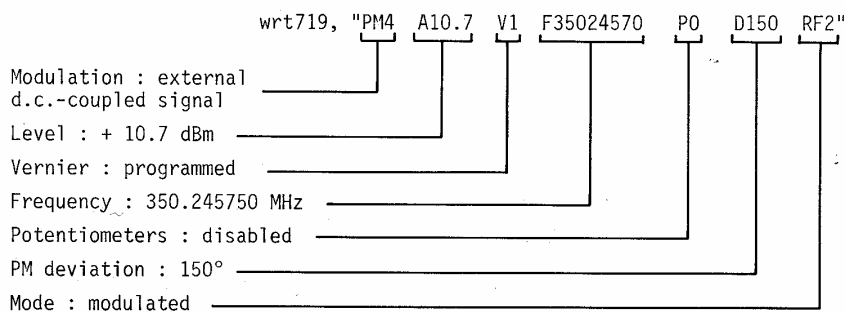 wrt719, "PM4 A10.7 V1 F35024570 P0 D150 RF2"
Modulation : external
d.c.-coupled signal
Level : + 10.7 dBm
Vernier : programmed
Frequency : 350.245750 MHz
Potentiometers : disabled
PM deviation : 150°
Mode : modulated